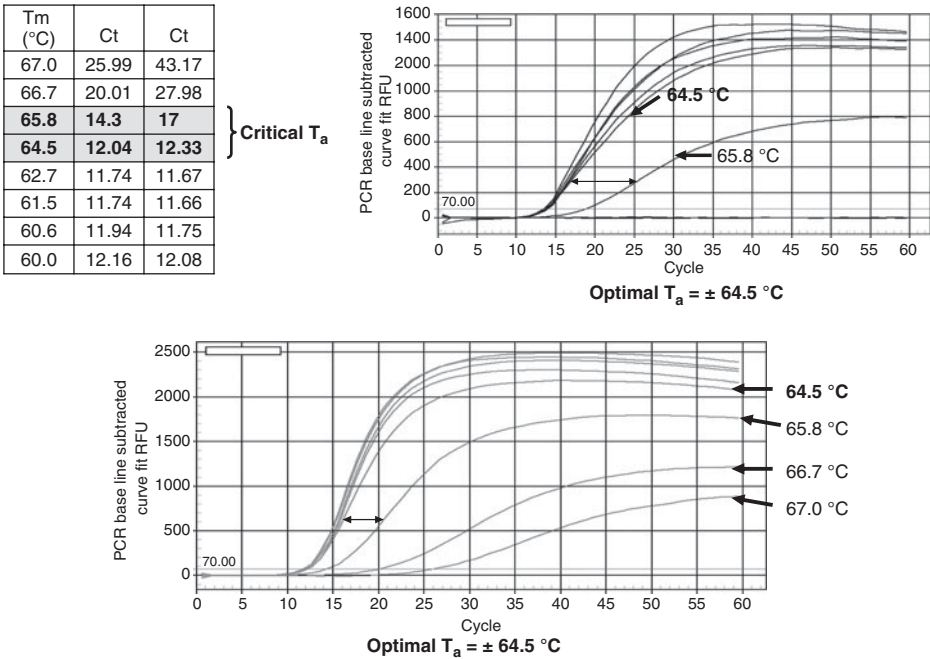 Tm (°C) Ct Ct
67.0 25.99 43.17
66.7 20.01 27.98
65.8 14.3 17
64.5 12.04 12.33
62.7 11.74 11.67
61.5 11.74 11.66
60.6 11.94 11.75
60.0 12.16 12.08
Critical Ta
PCR base line subtracted
curve fit RFU
1600
1400
1200
1000
800
600
400
200
0
70.00
64.5 °C
65.8 °C
0 5 10 15 20 25 30 35 40 45 50 55 60
Cycle
Optimal Ta = ± 64.5 °C
PCR base line subtracted
curve fit RFU
2500
2000
1500
1000
500
0
70.00
64.5 °C
65.8 °C
66.7 °C
67.0 °C
0 5 10 15 20 25 30 35 40 45 50 55 60
Cycle
Optimal Ta = ± 64.5 °C